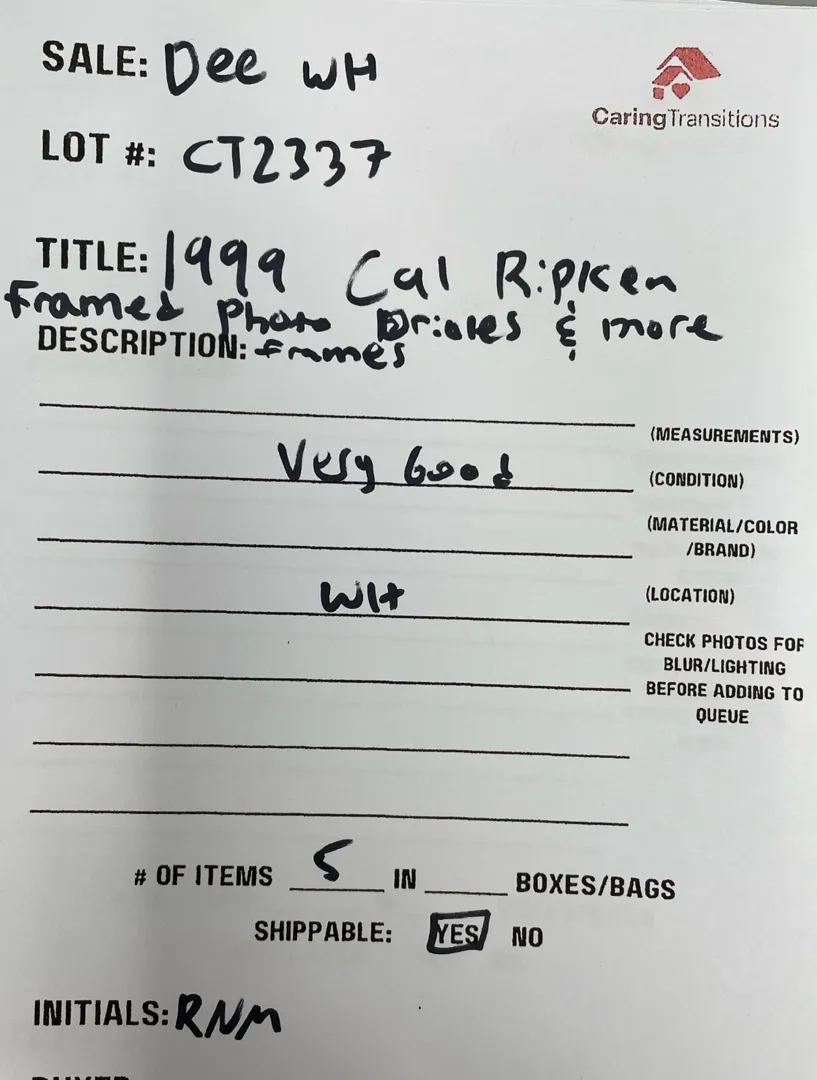 SALE: Dee WH
CaringTransitions
LOT #: CT2337
TITLE: 1999 Cal Ripken
Framed Photo Orioles & more
DESCRIPTION: frames
(MEASUREMENTS)
Very Good (CONDITION)
(MATERIAL/COLOR
/BRAND)
WH (LOCATION)
CHECK PHOTOS FOR
BLUR/LIGHTING
BEFORE ADDING TO
QUEUE
# OF ITEMS 5 IN BOXES/BAGS
SHIPPABLE: YES NO
INITIALS: RNM